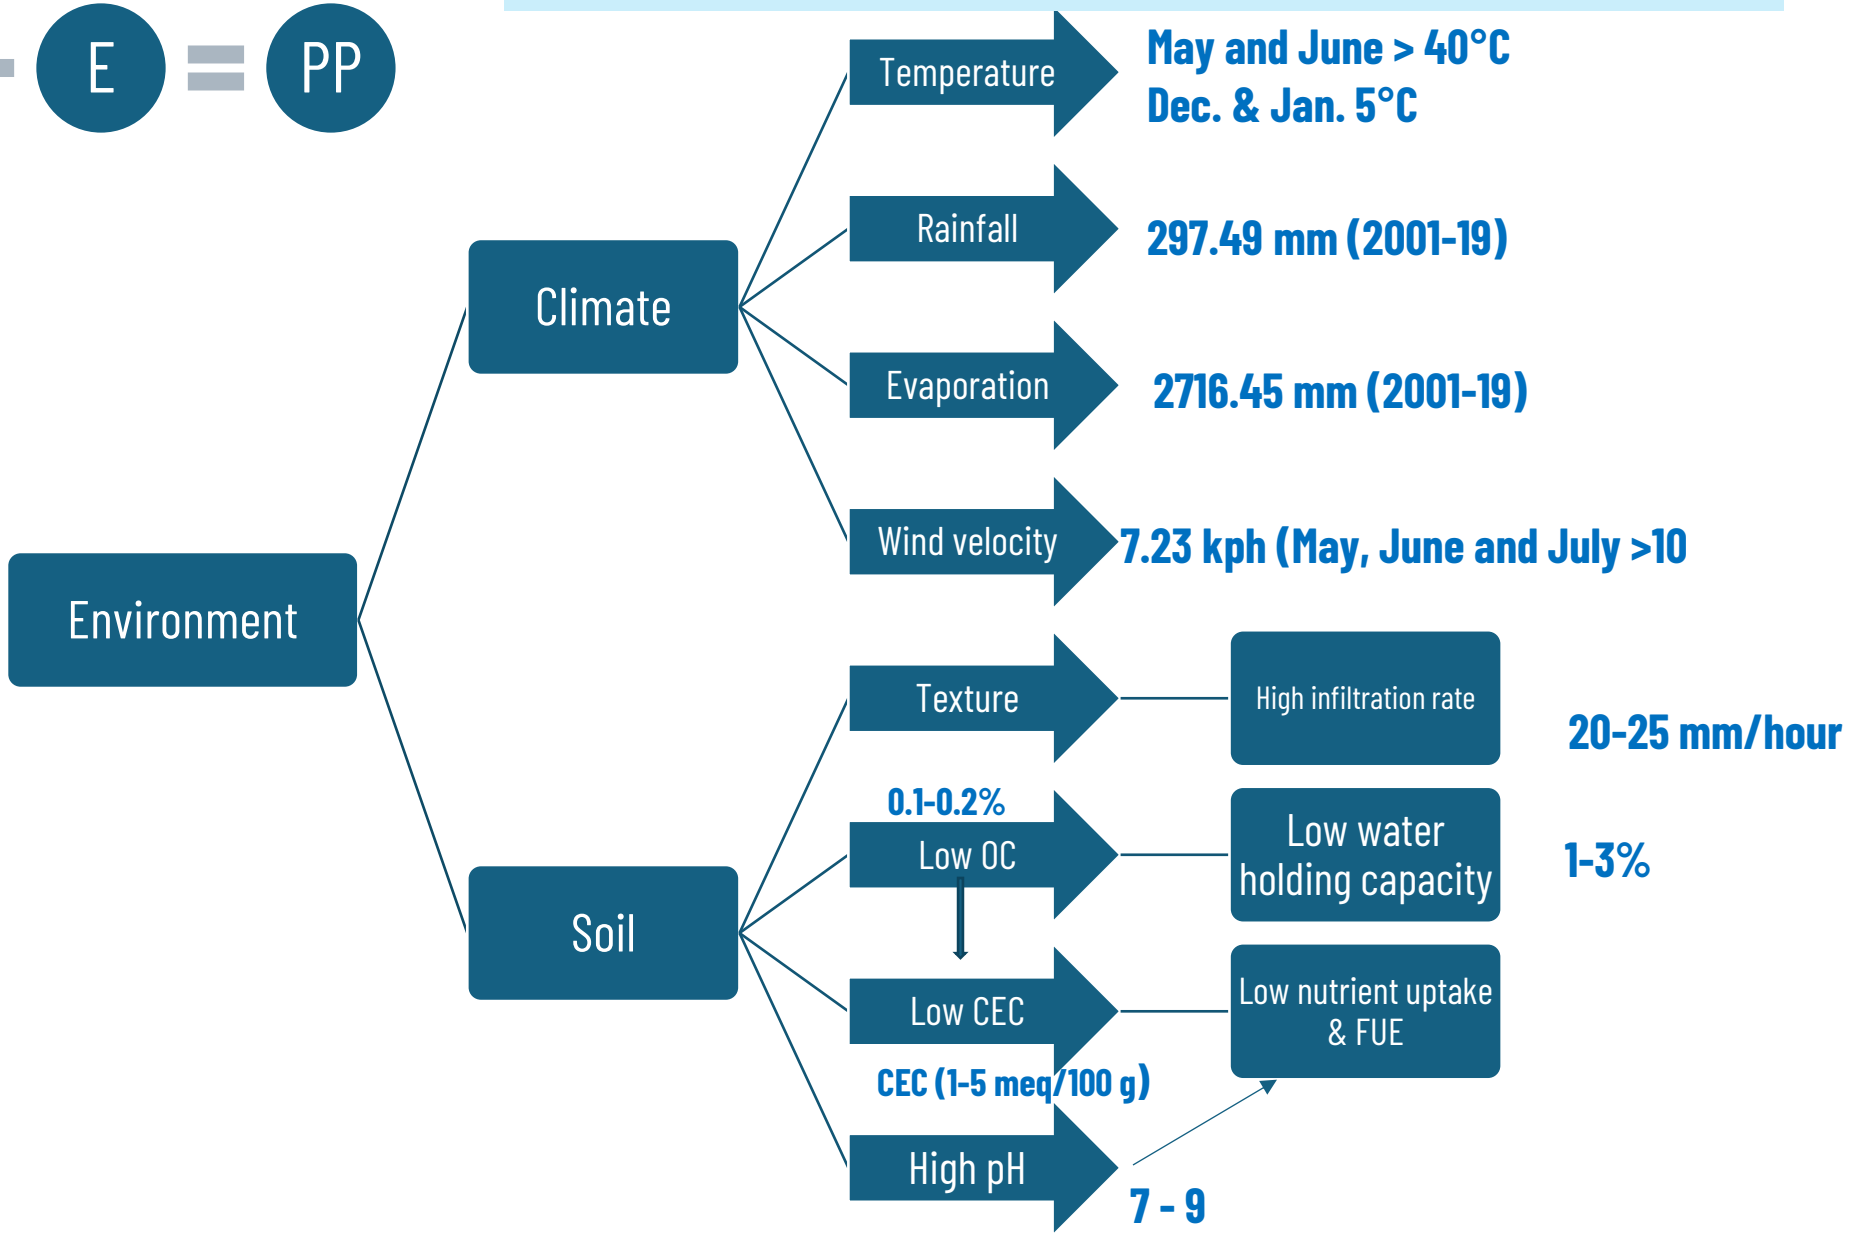 E = PP
Temperature
May and June > 40°C
Dec. & Jan. 5°C
Rainfall
297.49 mm (2001-19)
Climate
Evaporation
2716.45 mm (2001-19)
Wind velocity
7.23 kph (May, June and July >10
Environment
Texture
High infiltration rate
20-25 mm/hour
0.1-0.2%
Low OC
Low water
holding capacity
1-3%
Soil
Low CEC
Low nutrient uptake
& FUE
CEC (1-5 meq/100 g)
High pH
7 - 9